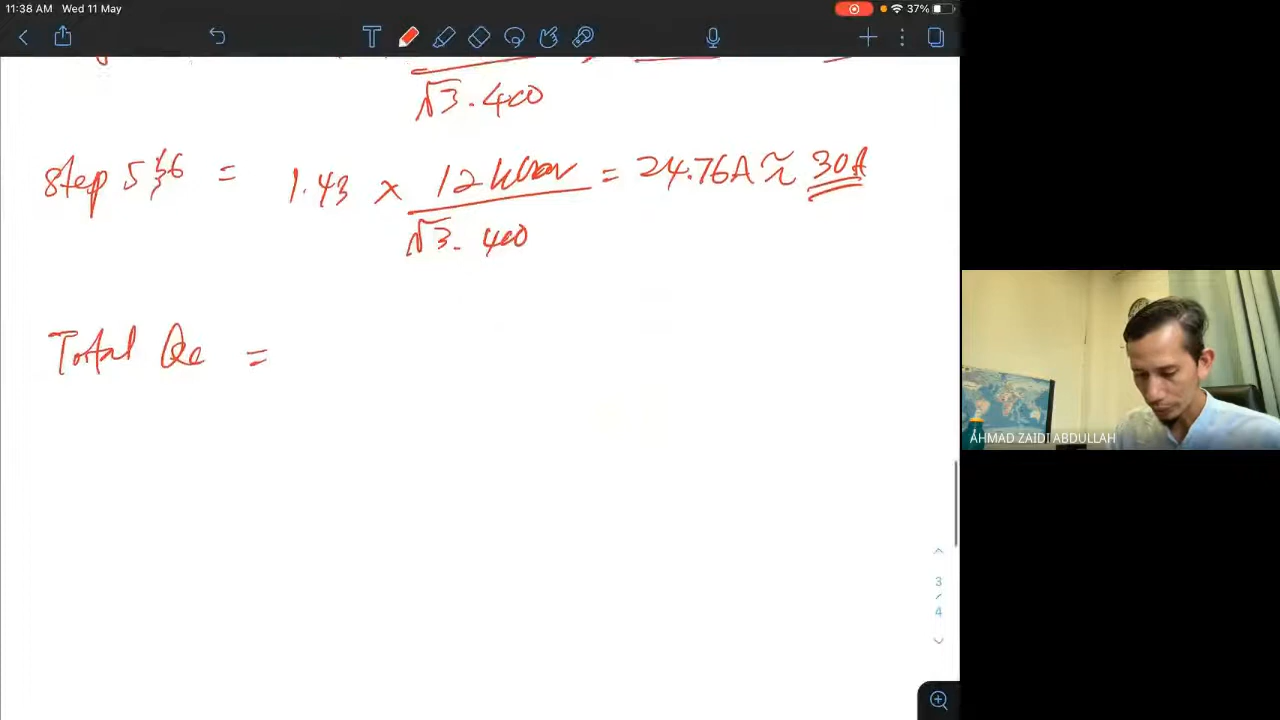 11:38 AM Wed 11 May
37%
T
√3 . 400
Step 5 & 6 = 1.43 × 12 kVar = 24.76A ≈ 30A
√3 . 400
Total Qc =
AHMAD ZAIDI ABDULLAH
3
4